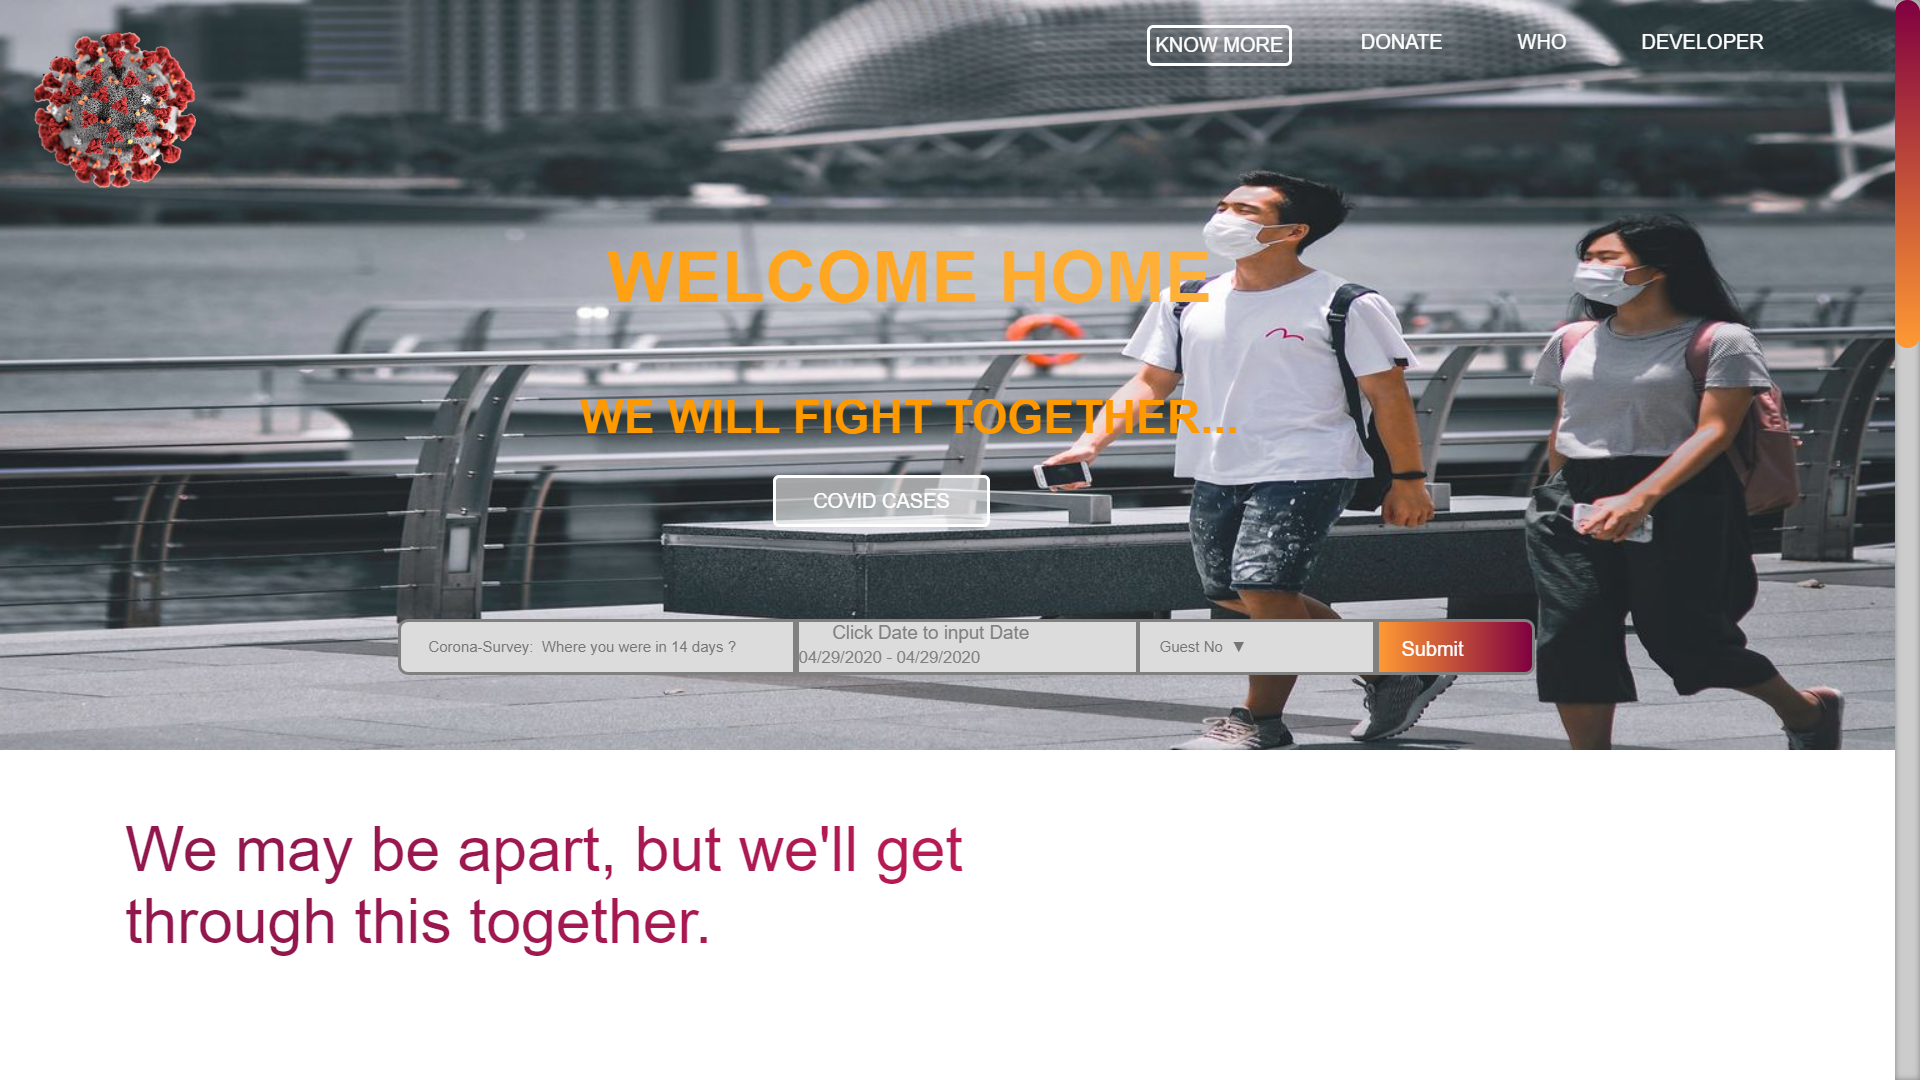 KNOW MORE
DONATE
WHO
DEVELOPER
WELCOME HOME
WE WILL FIGHT TOGETHER...
COVID CASES
Corona-Survey:  Where you were in 14 days ?
Click Date to input Date
04/29/2020 - 04/29/2020
Guest No ▼
Submit
We may be apart, but we'll get
through this together.